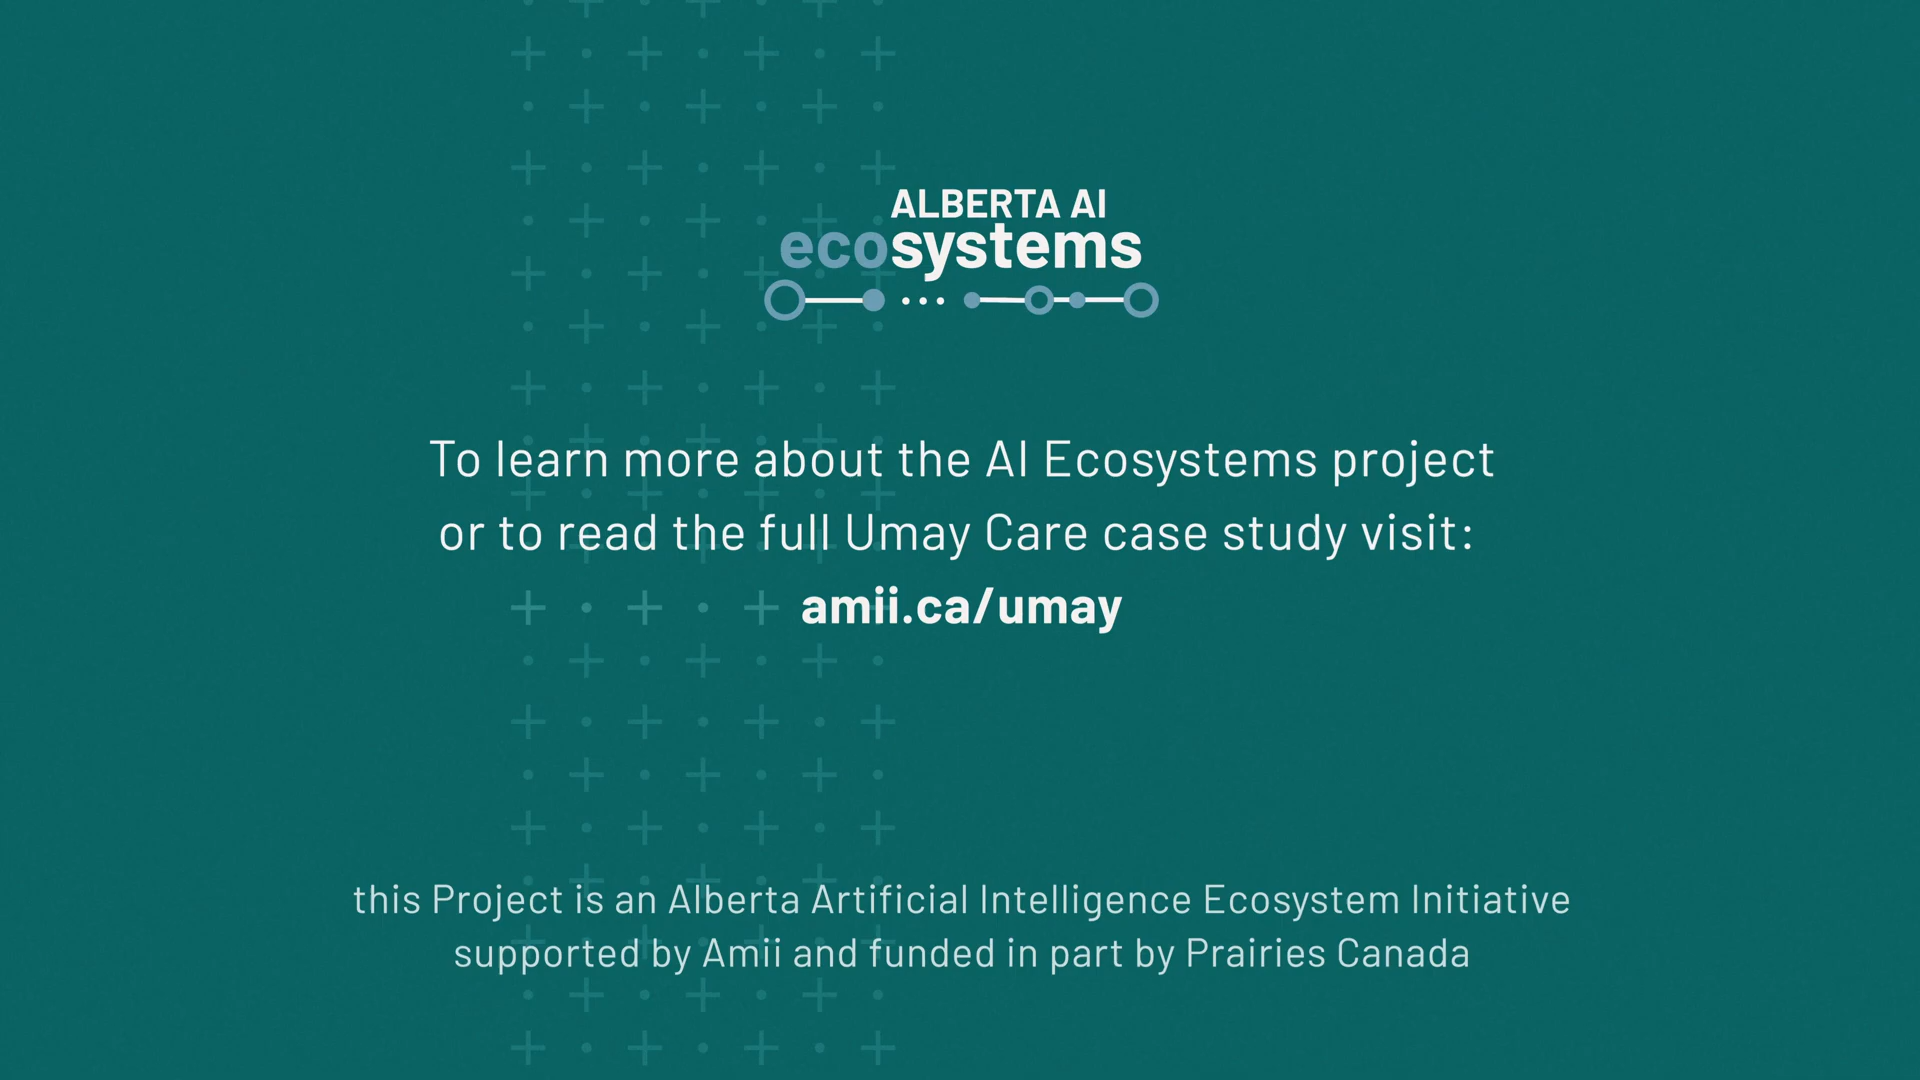 ALBERTA AI
ecosystems
To learn more about the AI Ecosystems project
or to read the full Umay Care case study visit:
amii.ca/umay
this Project is an Alberta Artificial Intelligence Ecosystem Initiative
supported by Amii and funded in part by Prairies Canada